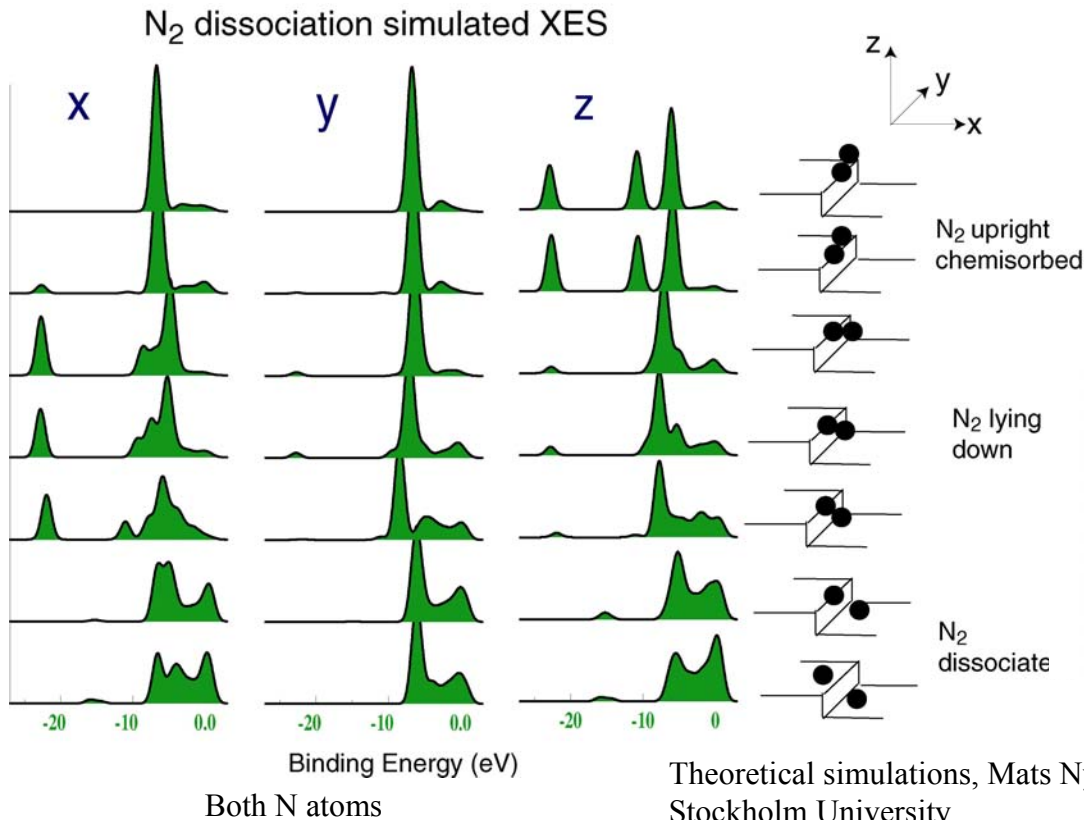 N2 dissociation simulated XES
x
y
z
z
y
x
N2 upright
chemisorbed
N2 lying
down
N2
dissociate
-20 -10 0.0 -20 -10 0.0 -20 -10 0
Binding Energy (eV)
Both N atoms
Theoretical simulations, Mats
Stockholm University